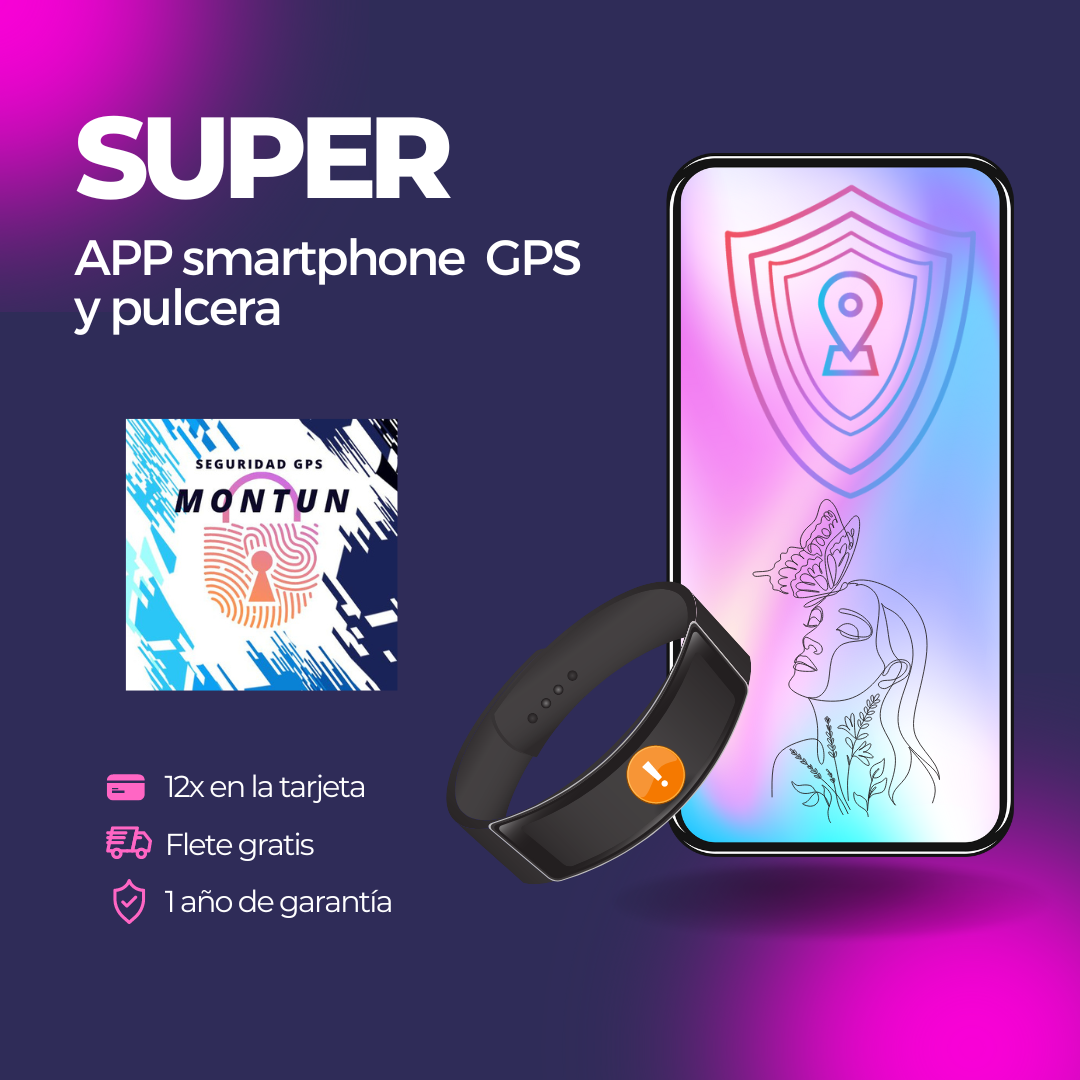 SUPER
APP smartphone GPS
y pulcera
SEGURIDAD GPS
MONTUN
12x en la tarjeta
Flete gratis
1 año de garantía